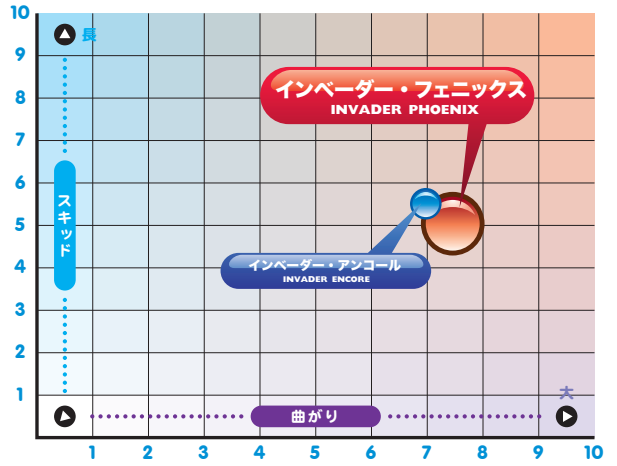 10
長
9
8
インベーダー・フェニックス
INVADER PHOENIX
7
6
スキッド
5
4
インベーダー・アンコール
INVADER ENCORE
3
2
1
大
曲がり
1 2 3 4 5 6 7 8 9 10